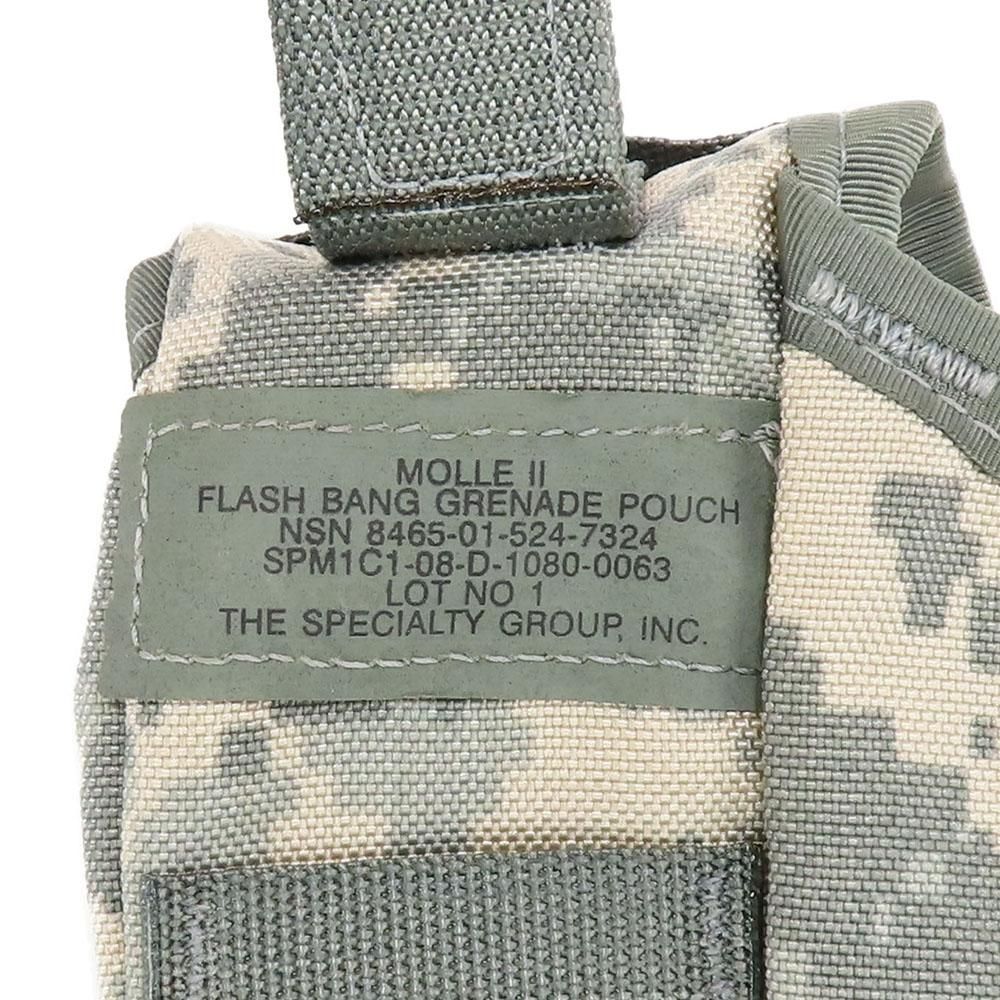 MOLLE II
FLASH BANG GRENADE POUCH
NSN 8465-01-524-7324
SPM1C1-08-D-1080-0063
LOT NO 1
THE SPECIALTY GROUP, INC.